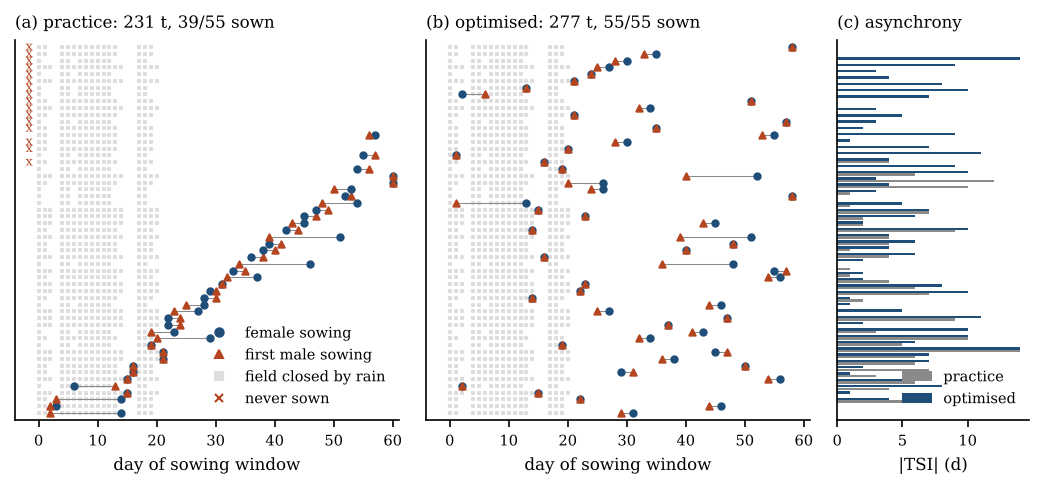 (a) practice: 231 t, 39/55 sown
(b) optimised: 277 t, 55/55 sown
(c) asynchrony
female sowing
first male sowing
field closed by rain
never sown
practice
optimised
0 10 20 30 40 50 60
0 10 20 30 40 50 60
0 5 10
day of sowing window
day of sowing window
|TSI| (d)